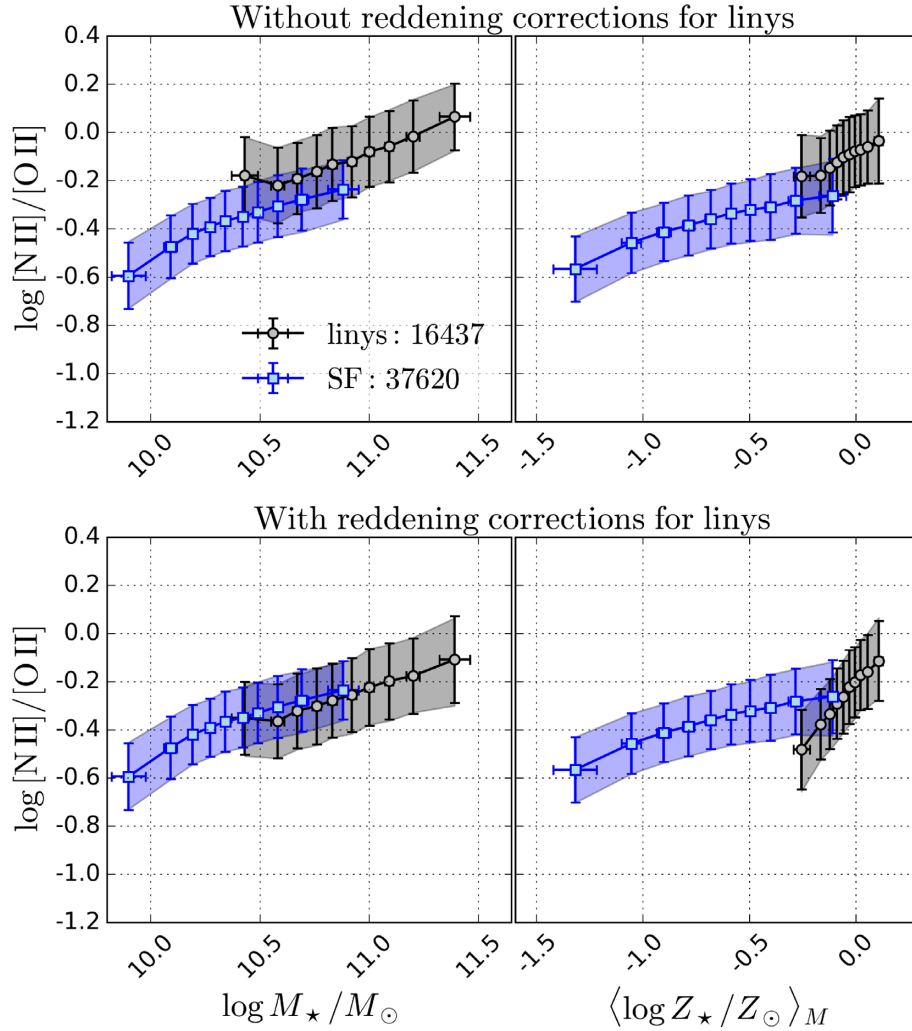 Without reddening corrections for linys
0.4
0.2
0.0
-0.2
-0.4
-0.6
-0.8
-1.0
-1.2
log [N II]/[O II]
linys : 16437
SF : 37620
10.0 10.5 11.0 11.5
-1.5 -1.0 -0.5 0.0
With reddening corrections for linys
0.4
0.2
0.0
-0.2
-0.4
-0.6
-0.8
-1.0
-1.2
log [N II]/[O II]
10.0 10.5 11.0 11.5
-1.5 -1.0 -0.5 0.0
log M⋆/M⊙
⟨log Z⋆/Z⊙⟩M